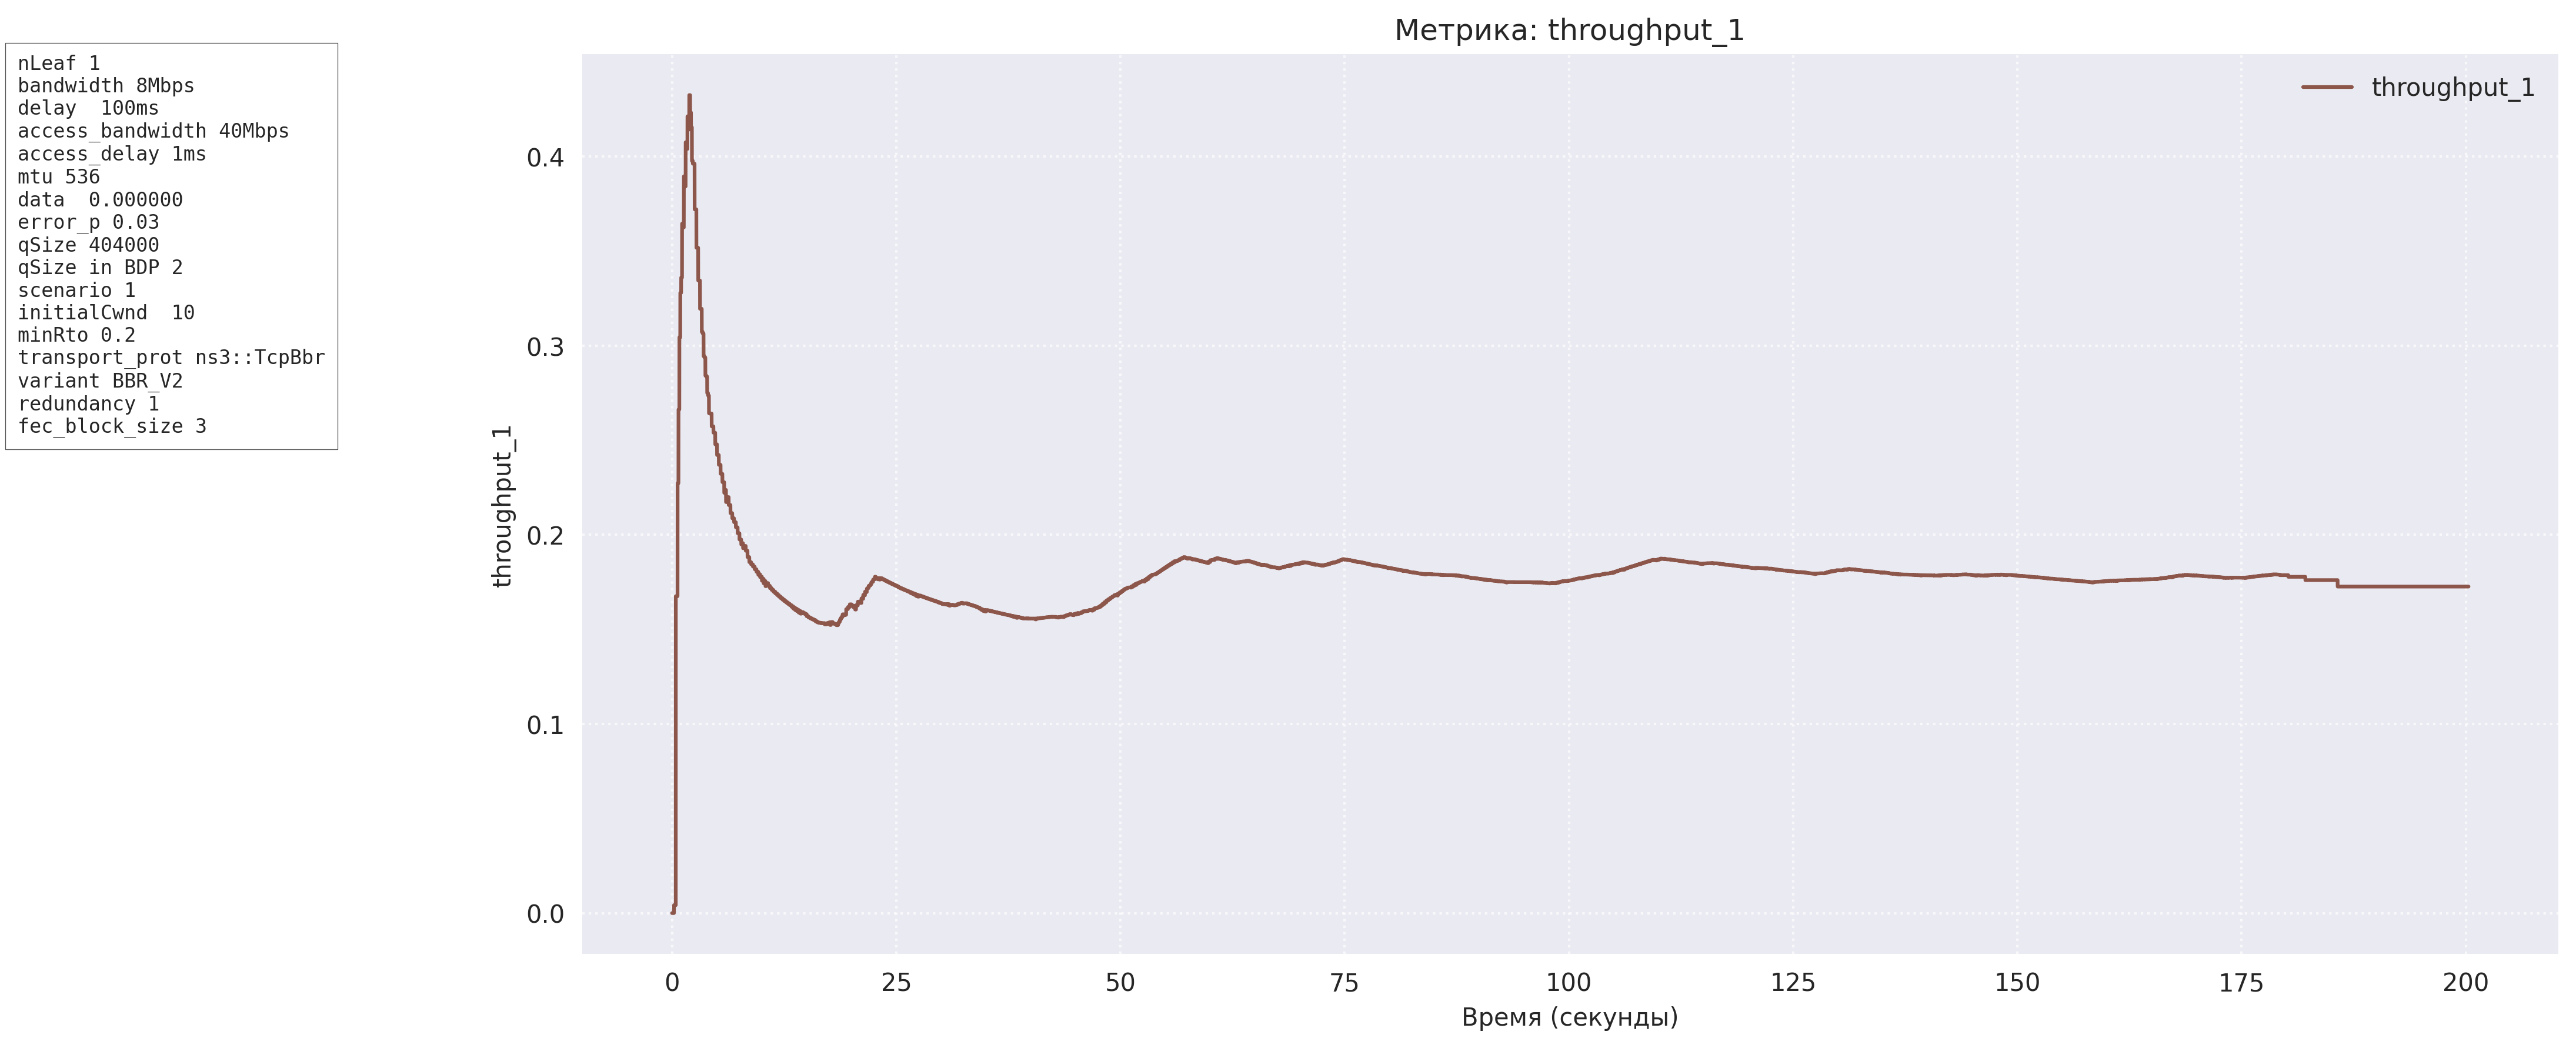 Метрика: throughput_1
nLeaf 1
bandwidth 8Mbps
delay  100ms
access_bandwidth 40Mbps
access_delay 1ms
mtu 536
data  0.000000
error_p 0.03
qSize 404000
qSize in BDP 2
scenario 1
initialCwnd  10
minRto 0.2
transport_prot ns3::TcpBbr
variant BBR_V2
redundancy 1
fec_block_size 3
throughput_1
throughput_1
0.4
0.3
0.2
0.1
0.0
0 25 50 75 100 125 150 175 200
Время (секунды)